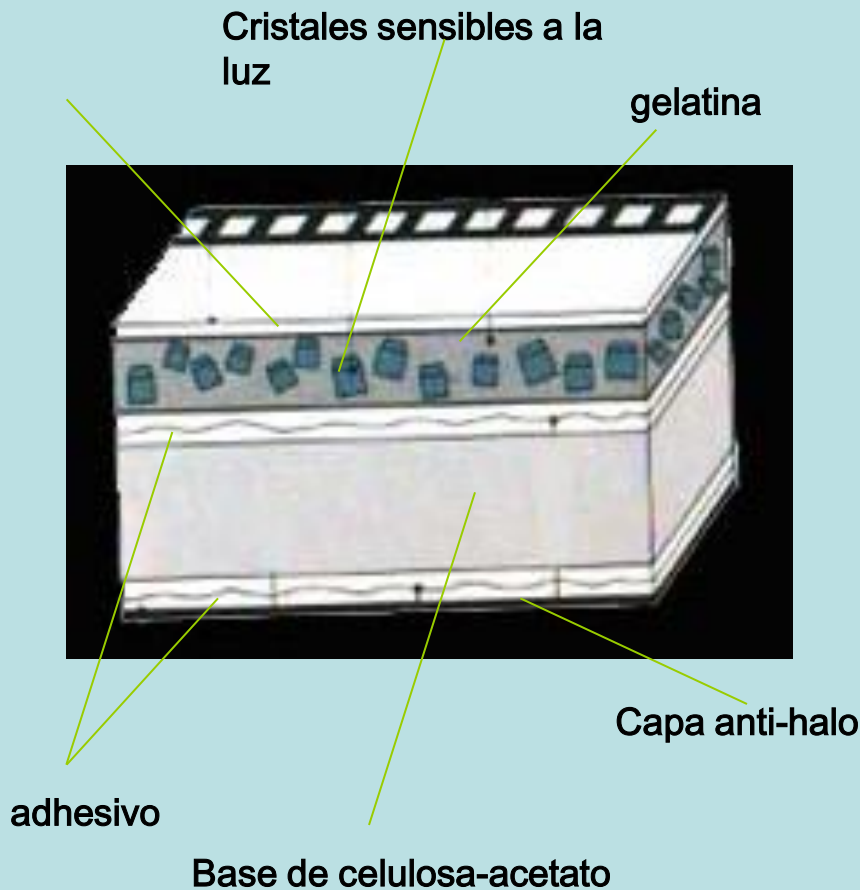 Cristales sensibles a la
luz
gelatina
Capa anti-halo
adhesivo
Base de celulosa-acetato